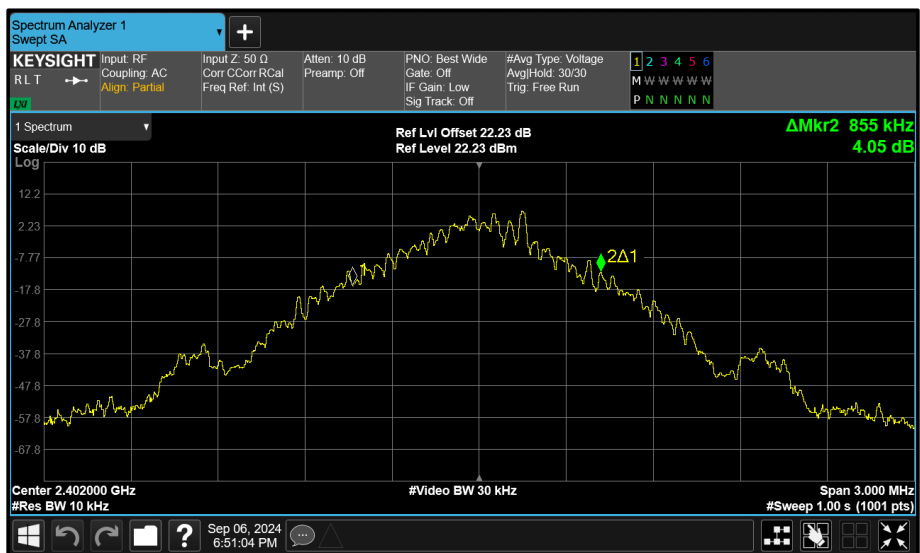 Spectrum Analyzer 1
Swept SA
KEYSIGHT
R L T
LXI
Input: RF
Coupling: AC
Align: Partial
Input Z: 50 Ω
Corr CCorr RCal
Freq Ref: Int (S)
Atten: 10 dB
Preamp: Off
PNO: Best Wide
Gate: Off
IF Gain: Low
Sig Track: Off
#Avg Type: Voltage
Avg|Hold: 30/30
Trig: Free Run
1 2 3 4 5 6
M W W W W W
P N N N N N
1 Spectrum
Scale/Div 10 dB
Log
Ref Lvl Offset 22.23 dB
Ref Level 22.23 dBm
ΔMkr2 855 kHz
4.05 dB
12.2
2.23
-7.77
-17.8
-27.8
-37.8
-47.8
-57.8
-67.8
1
2Δ1
Center 2.402000 GHz
#Res BW 10 kHz
#Video BW 30 kHz
Span 3.000 MHz
#Sweep 1.00 s (1001 pts)
?
Sep 06, 2024
6:51:04 PM